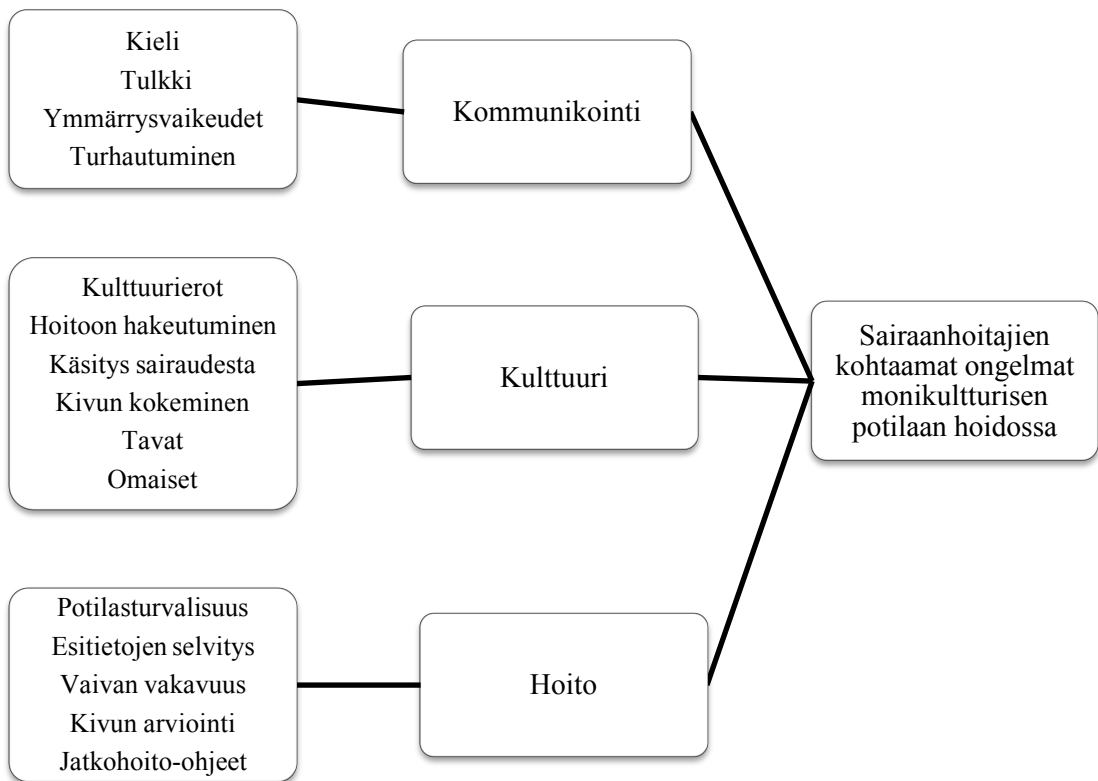 Kieli
Tulkki
Ymmärrysvaikeudet
Turhautuminen
Kommunikointi
Kulttuurierot
Hoitoon hakeutuminen
Käsitys sairaudesta
Kivun kokeminen
Tavat
Omaiset
Kulttuuri
Sairaanhoitajien
kohtaamat ongelmat
monikultturisen
potilaan hoidossa
Potilasturvalisuus
Esitietojen selvitys
Vaivan vakavuus
Kivun arviointi
Jatkohoito-ohjeet
Hoito